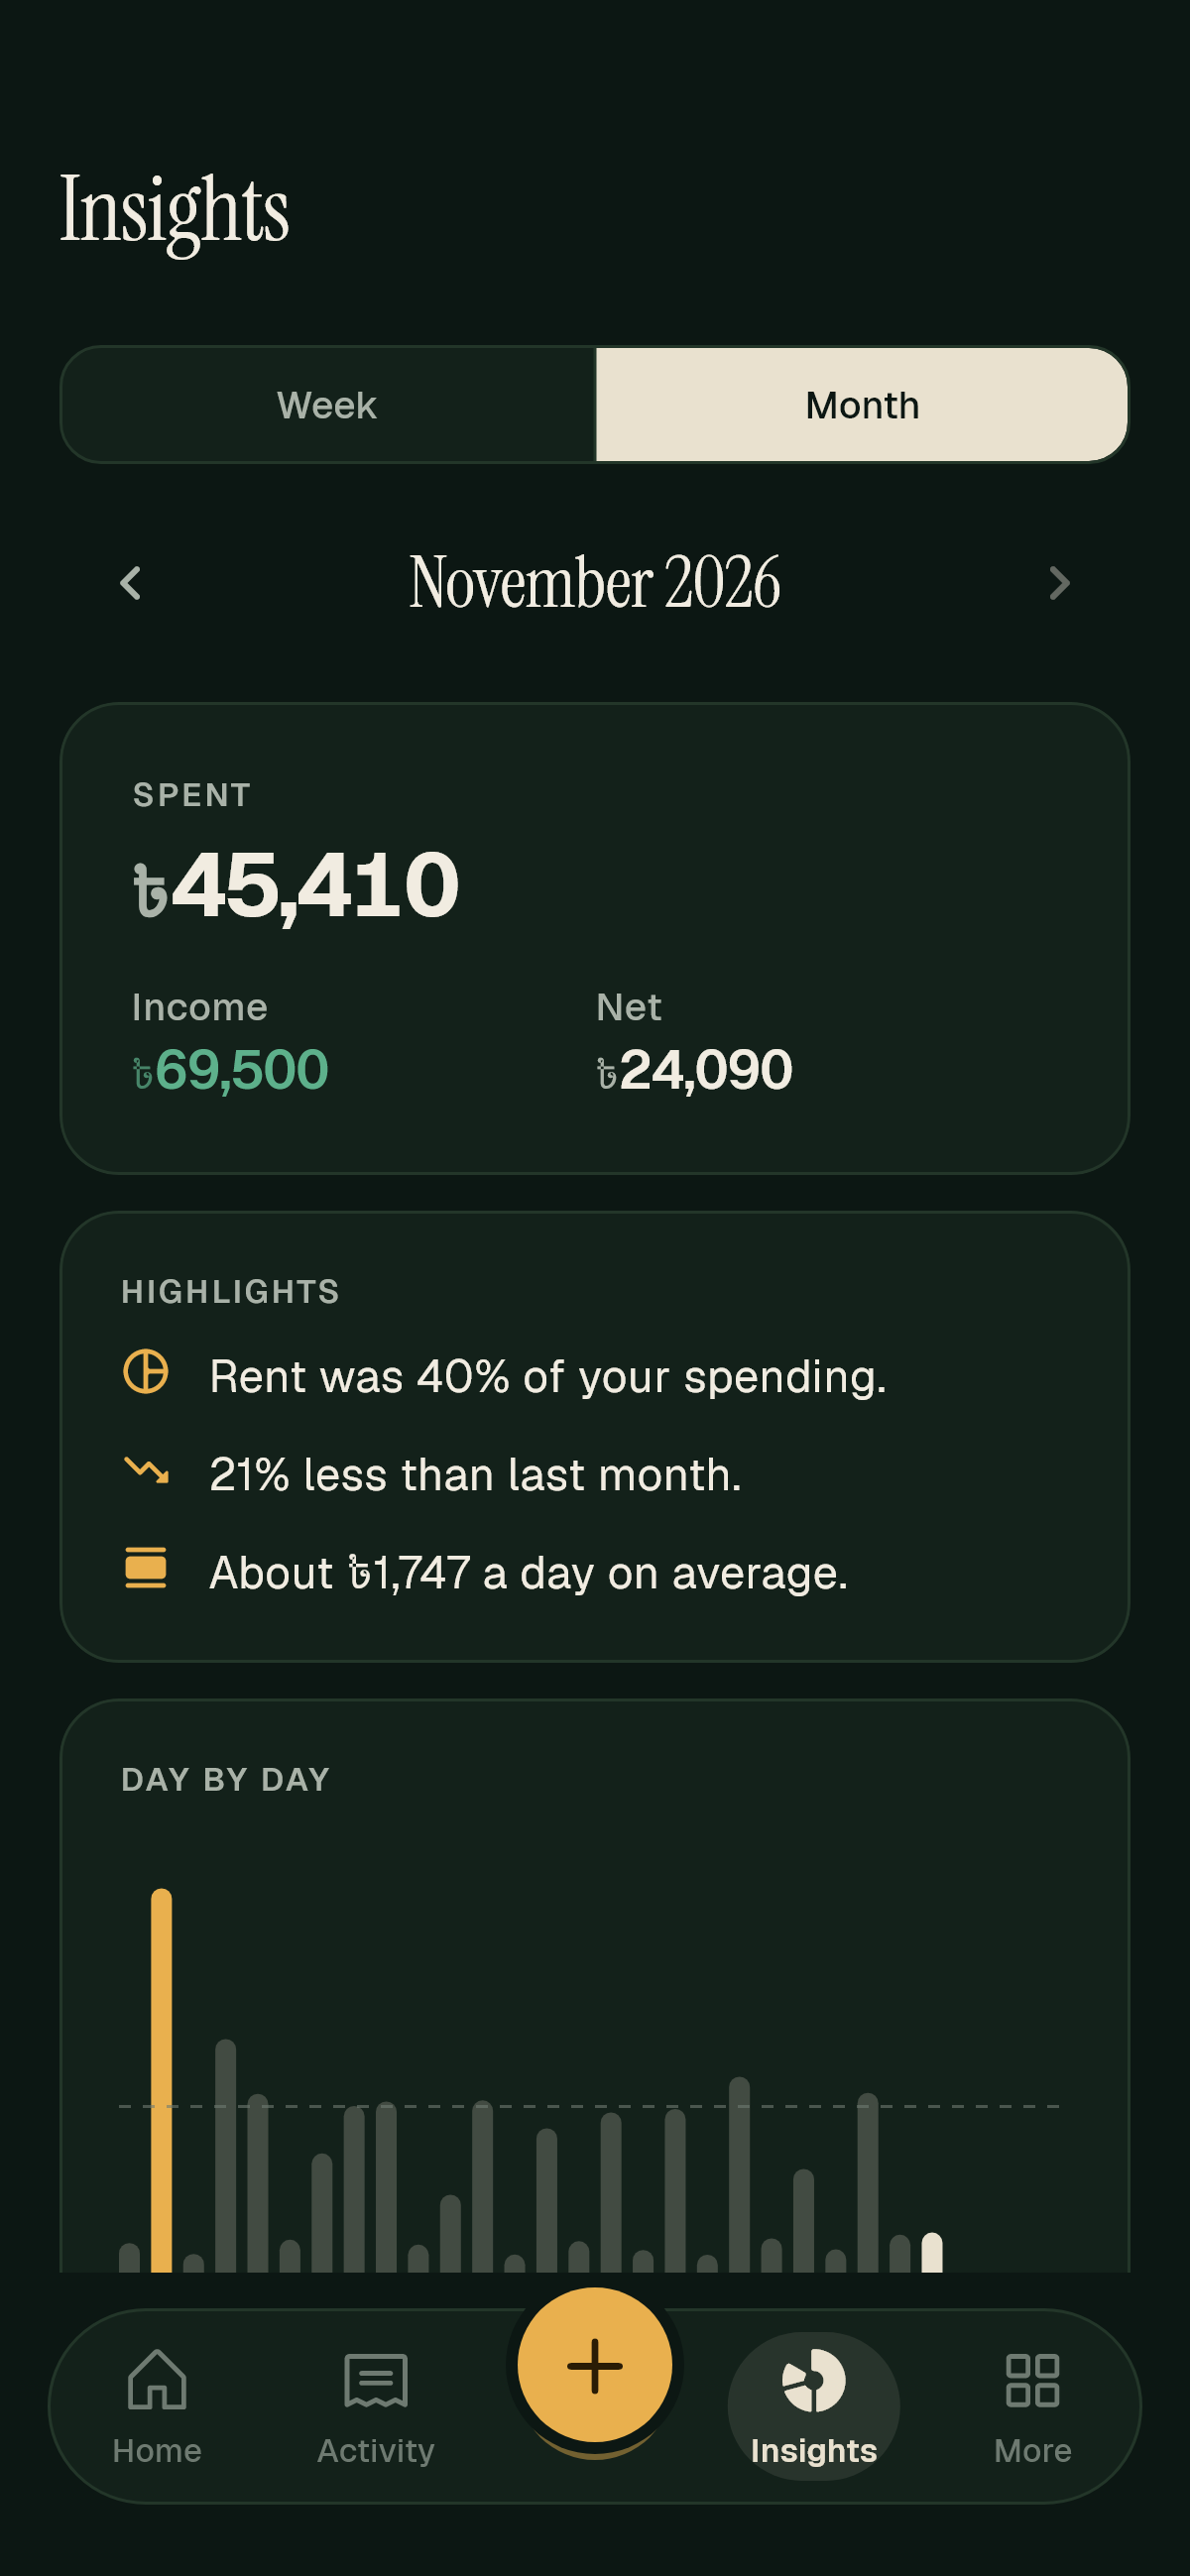 Insights
Week
Month
November 2026
SPENT
৳45,410
Income
Net
৳69,500
৳24,090
HIGHLIGHTS
Rent was 40% of your spending.
21% less than last month.
About ৳1,747 a day on average.
DAY BY DAY
Home
Activity
Insights
More